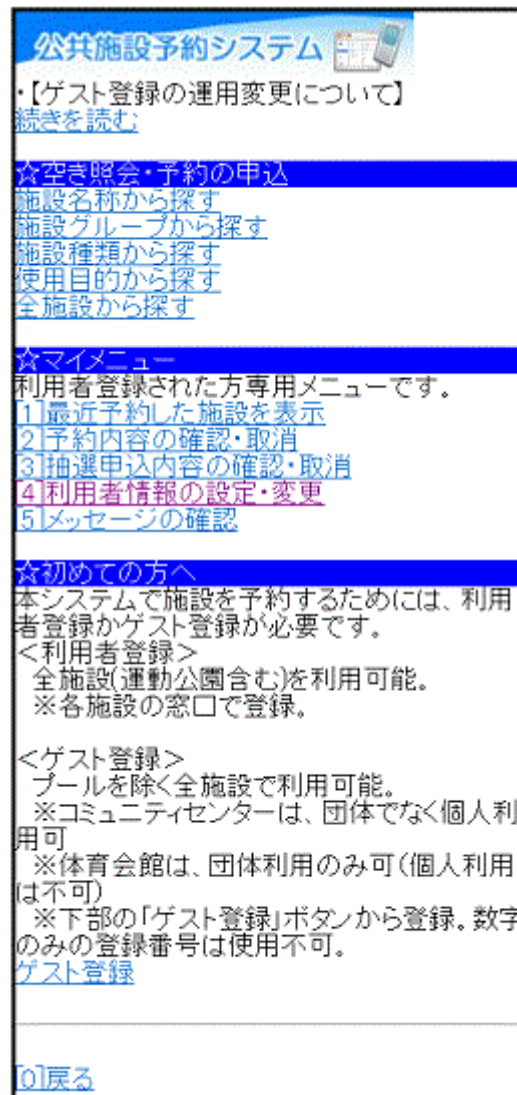 公共施設予約システム
・【ゲスト登録の運用変更について】
続きを読む
☆空き照会・予約の申込
施設名称から探す
施設グループから探す
施設種類から探す
使用目的から探す
全施設から探す
☆マイメニュー
利用者登録された方専用メニューです。
[1]最近予約した施設を表示
[2]予約内容の確認・取消
[3]抽選申込内容の確認・取消
[4]利用者情報の設定・変更
[5]メッセージの確認
☆初めての方へ
本システムで施設を予約するためには、利用
者登録かゲスト登録が必要です。
＜利用者登録＞
全施設(運動公園含む)を利用可能。
※各施設の窓口で登録。
＜ゲスト登録＞
プールを除く全施設で利用可能。
※コミュニティセンターは、団体でなく個人利
用可
※体育会館は、団体利用のみ可(個人利用
は不可)
※下部の「ゲスト登録」ボタンから登録。数字
のみの登録番号は使用不可。
ゲスト登録
[0]戻る